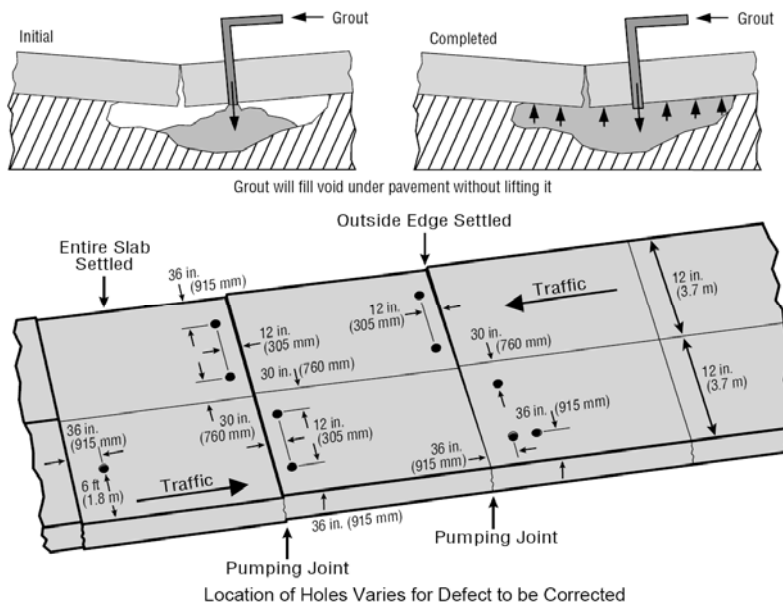 Initial
Grout
Completed
Grout
Grout will fill void under pavement without lifting it
Outside Edge Settled
Entire Slab
Settled
36 in.
(915 mm)
12 in.
(305 mm)
12 in.
(305 mm)
Traffic
12 in.
(3.7 m)
30 in.
(760 mm)
30 in.
(760 mm)
12 in.
(3.7 m)
36 in.
(915 mm)
30 in.
(760 mm)
12 in.
(305 mm)
36 in.
(915 mm)
36 in.
(915 mm)
6 ft
(1.8 m)
Traffic
36 in. (915 mm)
Pumping Joint
Pumping Joint
Location of Holes Varies for Defect to be Corrected